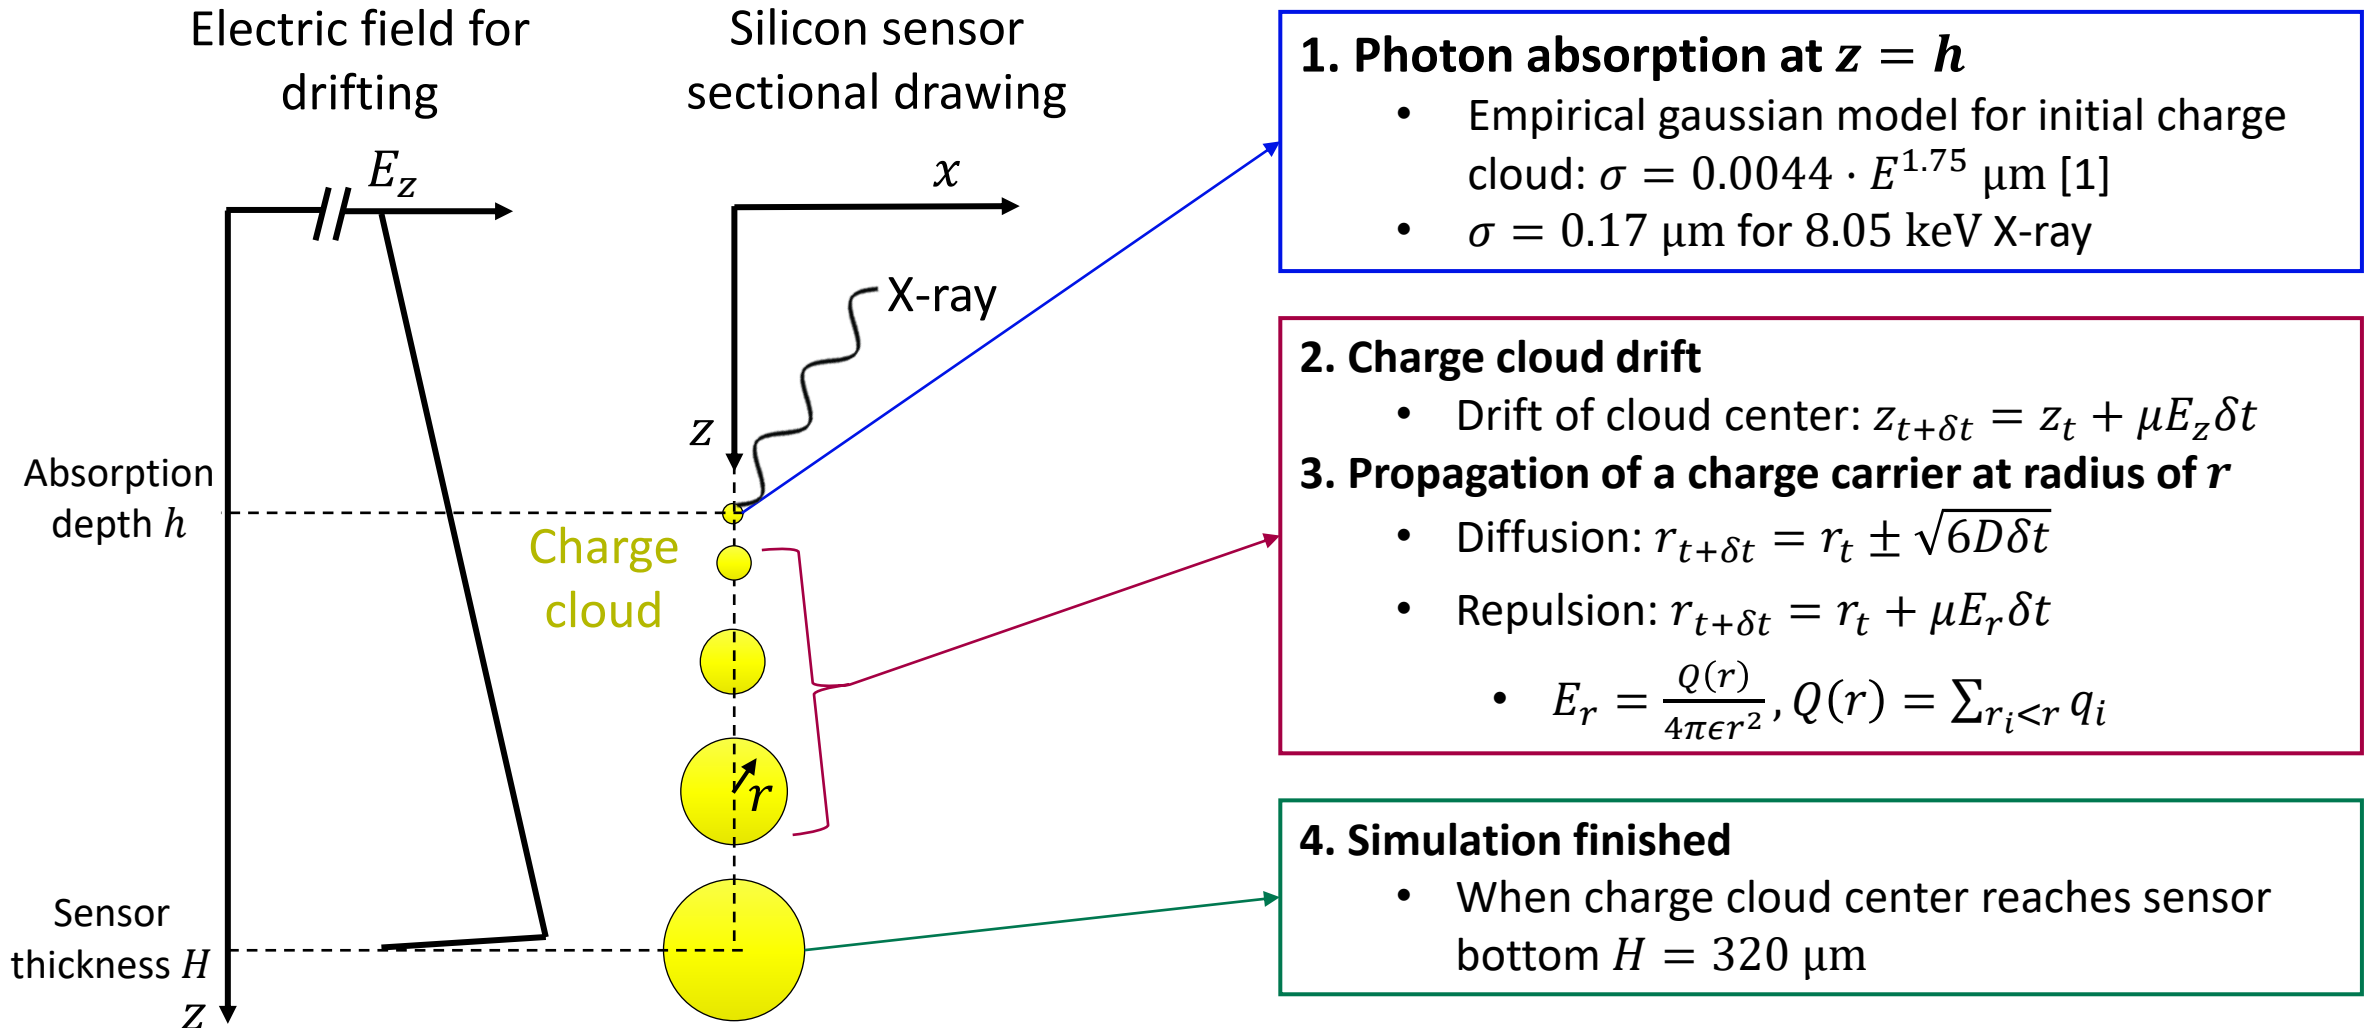 Electric field for
drifting
Silicon sensor
sectional drawing
E_z
x
X-ray
z
Absorption
depth h
Charge
cloud
r
Sensor
thickness H
z
1. Photon absorption at z = h
• Empirical gaussian model for initial charge
cloud: σ = 0.0044 · E^{1.75} μm [1]
• σ = 0.17 μm for 8.05 keV X-ray
2. Charge cloud drift
• Drift of cloud center: z_{t+δt} = z_t + μE_zδt
3. Propagation of a charge carrier at radius of r
• Diffusion: r_{t+δt} = r_t ± √(6Dδt)
• Repulsion: r_{t+δt} = r_t + μE_rδt
• E_r = Q(r)/(4πϵr²), Q(r) = ∑_{r_i<r} q_i
4. Simulation finished
• When charge cloud center reaches sensor
bottom H = 320 μm